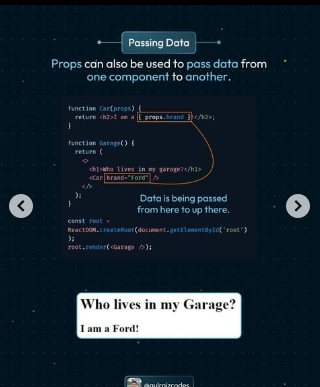 Passing Data
Props can also be used to pass data from
one component to another.
function Car(props) {
return <h2>I am a { props.brand }!</h2>;
}
function Garage() {
return (
<>
<h1>Who lives in my garage?</h1>
<Car brand="Ford" />
</>
);
}
Data is being passed
from here to up there.
const root =
ReactDOM.createRoot(document.getElementById('root')
);
root.render(<Garage />);
Who lives in my Garage?
I am a Ford!